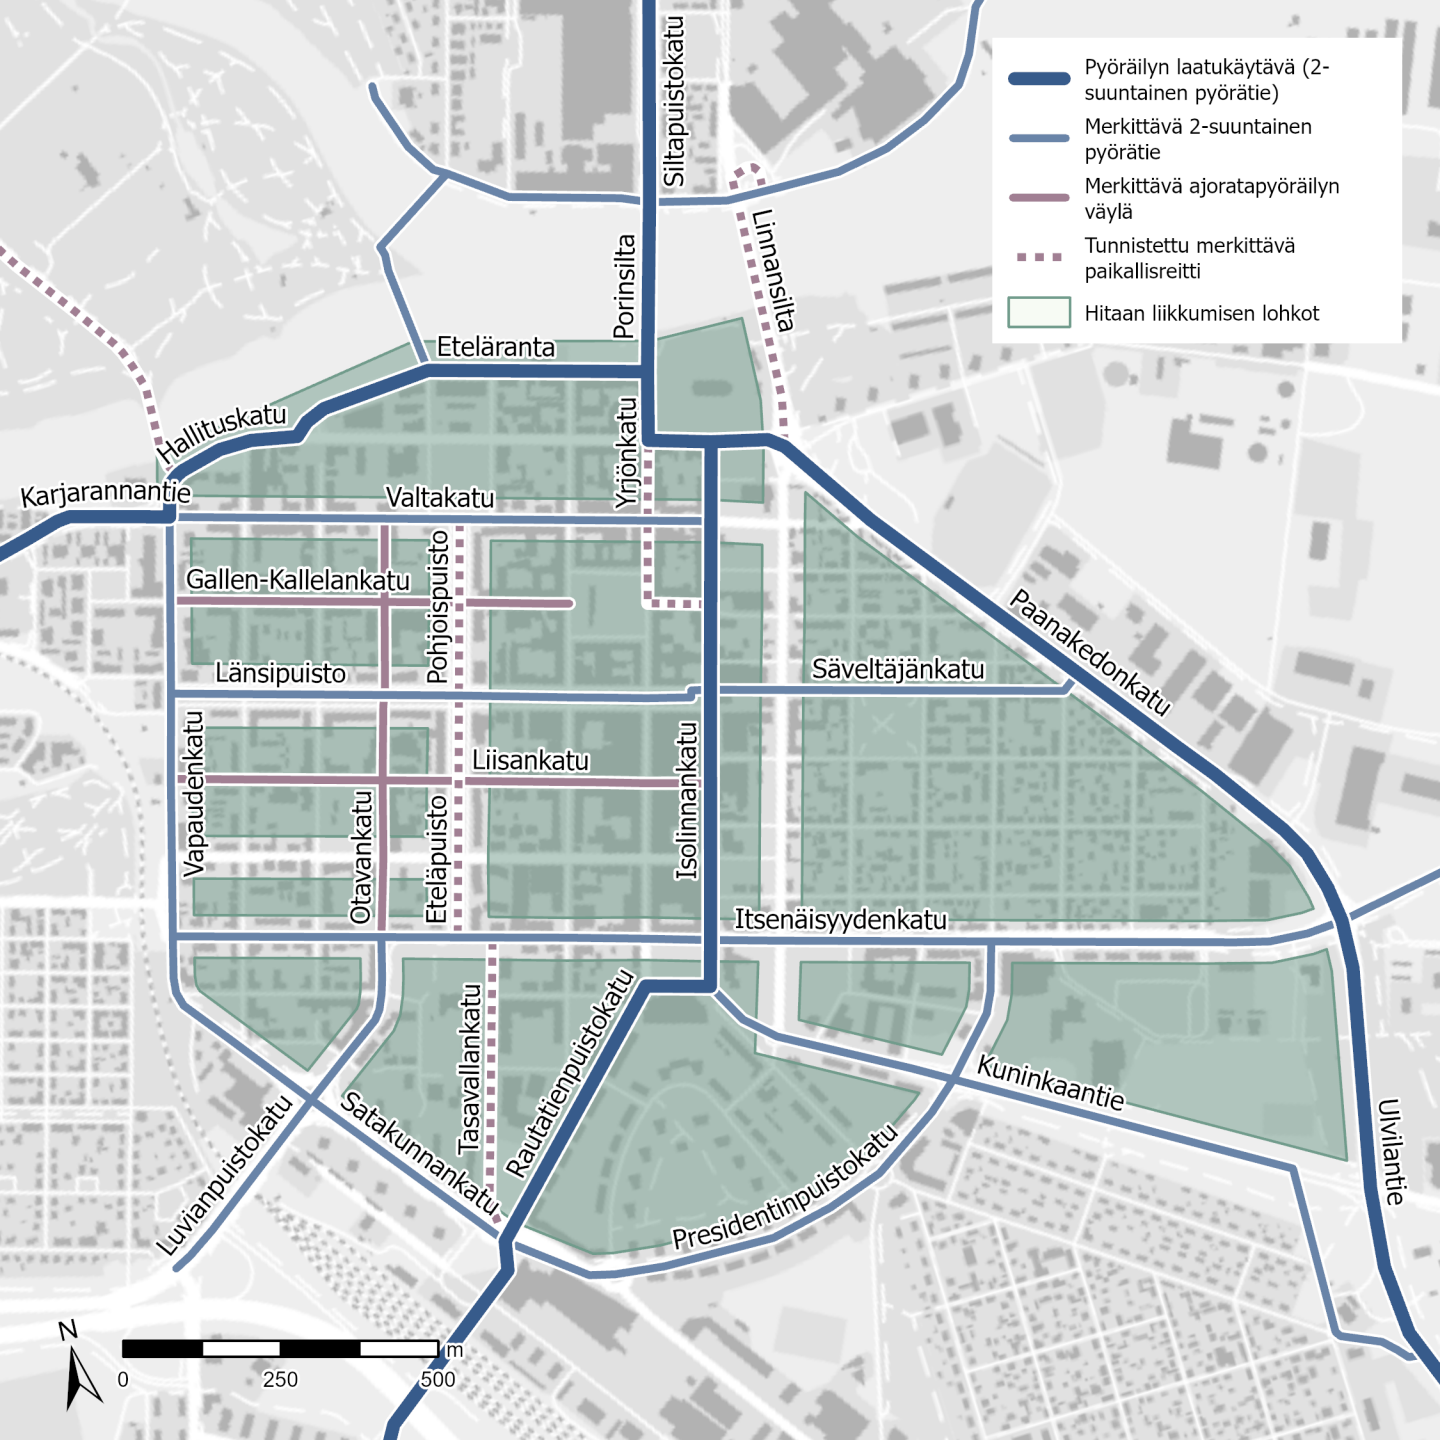 Siltapuistokatu
Pyöräilyn laatukäytävä (2-
suuntainen pyörätie)
Merkittävä 2-suuntainen
pyörätie
Merkittävä ajoratapyöräilyn
väylä
Tunnistettu merkittävä
paikallisreitti
Hitaan liikkumisen lohkot
Linnansilta
Porinsilta
Eteläranta
Hallituskatu
Yrjönkatu
Karjarannantie
Valtakatu
Gallen-Kallelankatu
Pohjoispuisto
Paanakedonkatu
Länsipuisto
Säveltäjänkatu
Vapaudenkatu
Liisankatu
Isolinnankatu
Otavankatu
Eteläpuisto
Itsenäisyydenkatu
Tasavallankatu
Rautatienpuistokatu
Kuninkaantie
Luvianpuistokatu
Satakunnankatu
Presidentinpuistokatu
Ulvilantie
N
m
0 250 500